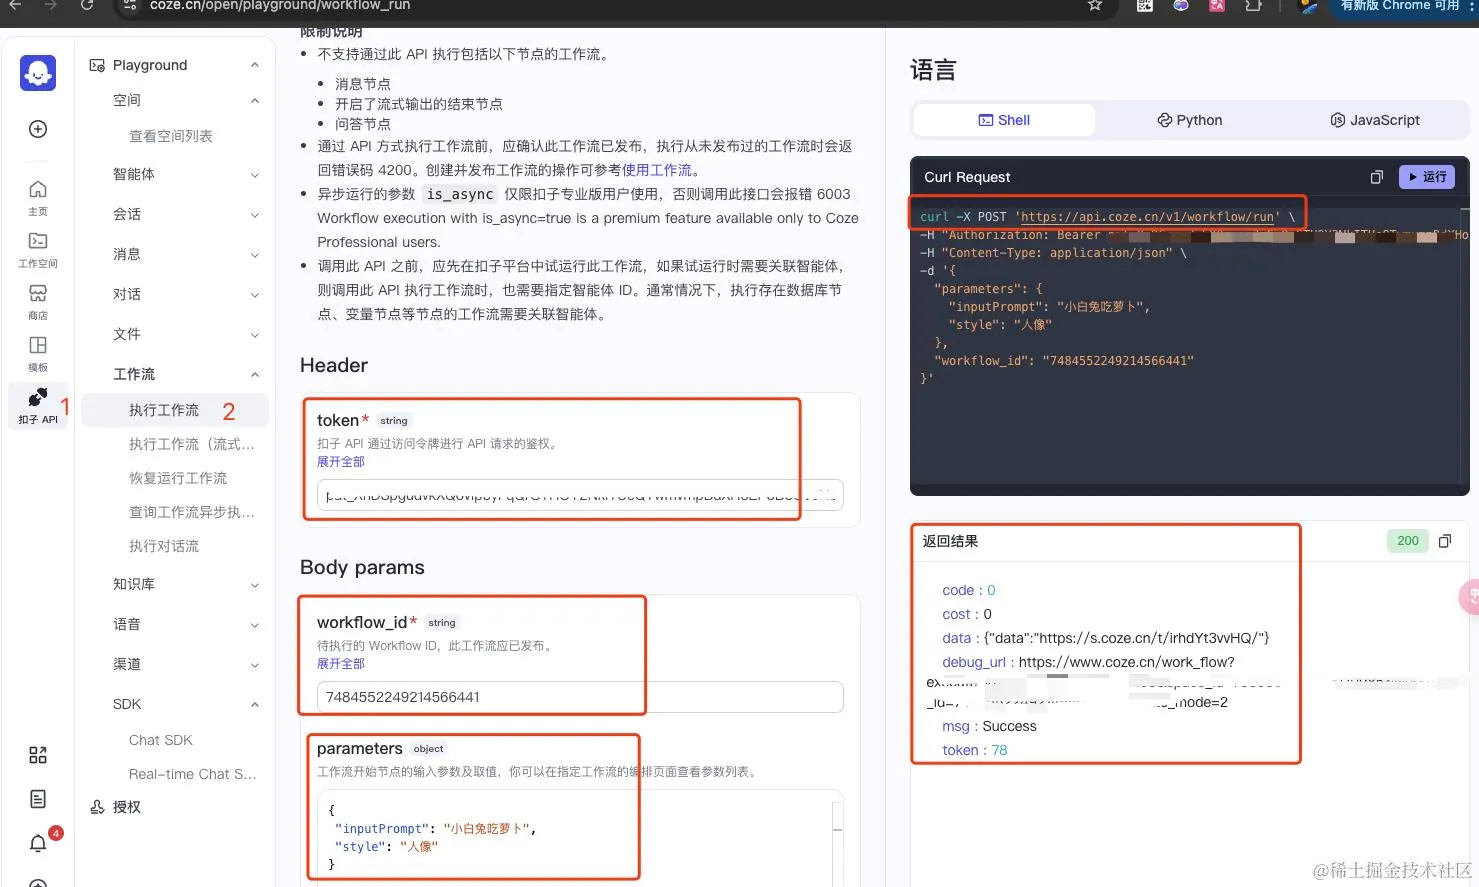 coze.cn/open/playground/workflow_run
有新版 Chrome 可用
主页
工作空间
商店
模板
扣子 API
1
4
Playground
空间
查看空间列表
智能体
会话
消息
对话
文件
工作流
执行工作流
2
执行工作流（流式...
恢复运行工作流
查询工作流异步执...
执行对话流
知识库
语音
渠道
SDK
Chat SDK
Real-time Chat S...
授权
限制说明
不支持通过此 API 执行包括以下节点的工作流。
消息节点
开启了流式输出的结束节点
问答节点
通过 API 方式执行工作流前，应确认此工作流已发布，执行从未发布过的工作流时会返
回错误码 4200。创建并发布工作流的操作可参考使用工作流。
异步运行的参数 is_async 仅限扣子专业版用户使用，否则调用此接口会报错 6003
Workflow execution with is_async=true is a premium feature available only to Coze
Professional users.
调用此 API 之前，应先在扣子平台中试运行此工作流，如果试运行时需要关联智能体，
则调用此 API 执行工作流时，也需要指定智能体 ID。通常情况下，执行存在数据库节
点、变量节点等节点的工作流需要关联智能体。
Header
token* string
扣子 API 通过访问令牌进行 API 请求的鉴权。
展开全部
Body params
workflow_id* string
待执行的 Workflow ID，此工作流应已发布。
展开全部
7484552249214566441
parameters object
工作流开始节点的输入参数及取值，你可以在指定工作流的编排页面查看参数列表。
{
"inputPrompt": "小白兔吃萝卜",
"style": "人像"
}
语言
Shell
Python
JavaScript
Curl Request
运行
curl -X POST 'https://api.coze.cn/v1/workflow/run' \
-H "Authorization: Bearer
-H "Content-Type: application/json" \
-d '{
"parameters": {
"inputPrompt": "小白兔吃萝卜",
"style": "人像"
},
"workflow_id": "7484552249214566441"
}'
返回结果
200
code : 0
cost : 0
data : {"data":"https://s.coze.cn/t/irhdYt3vvHQ/"}
debug_url : https://www.coze.cn/work_flow?
_mode=2
msg : Success
token : 78
@稀土掘金技术社区